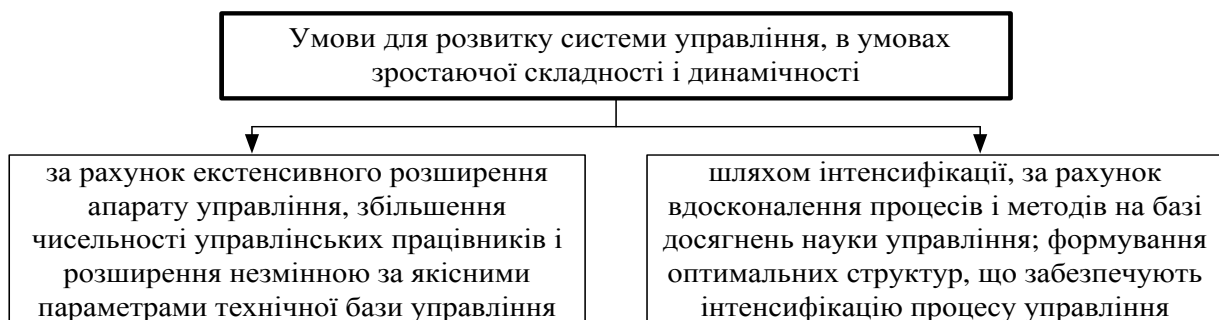 Умови для розвитку системи управління, в умовах
зростаючої складності і динамічності
за рахунок екстенсивного розширення
апарату управління, збільшення
чисельності управлінських працівників і
розширення незмінною за якісними
параметрами технічної бази управління
шляхом інтенсифікації, за рахунок
вдосконалення процесів і методів на базі
досягнень науки управління; формування
оптимальних структур, що забезпечують
інтенсифікацію процесу управління